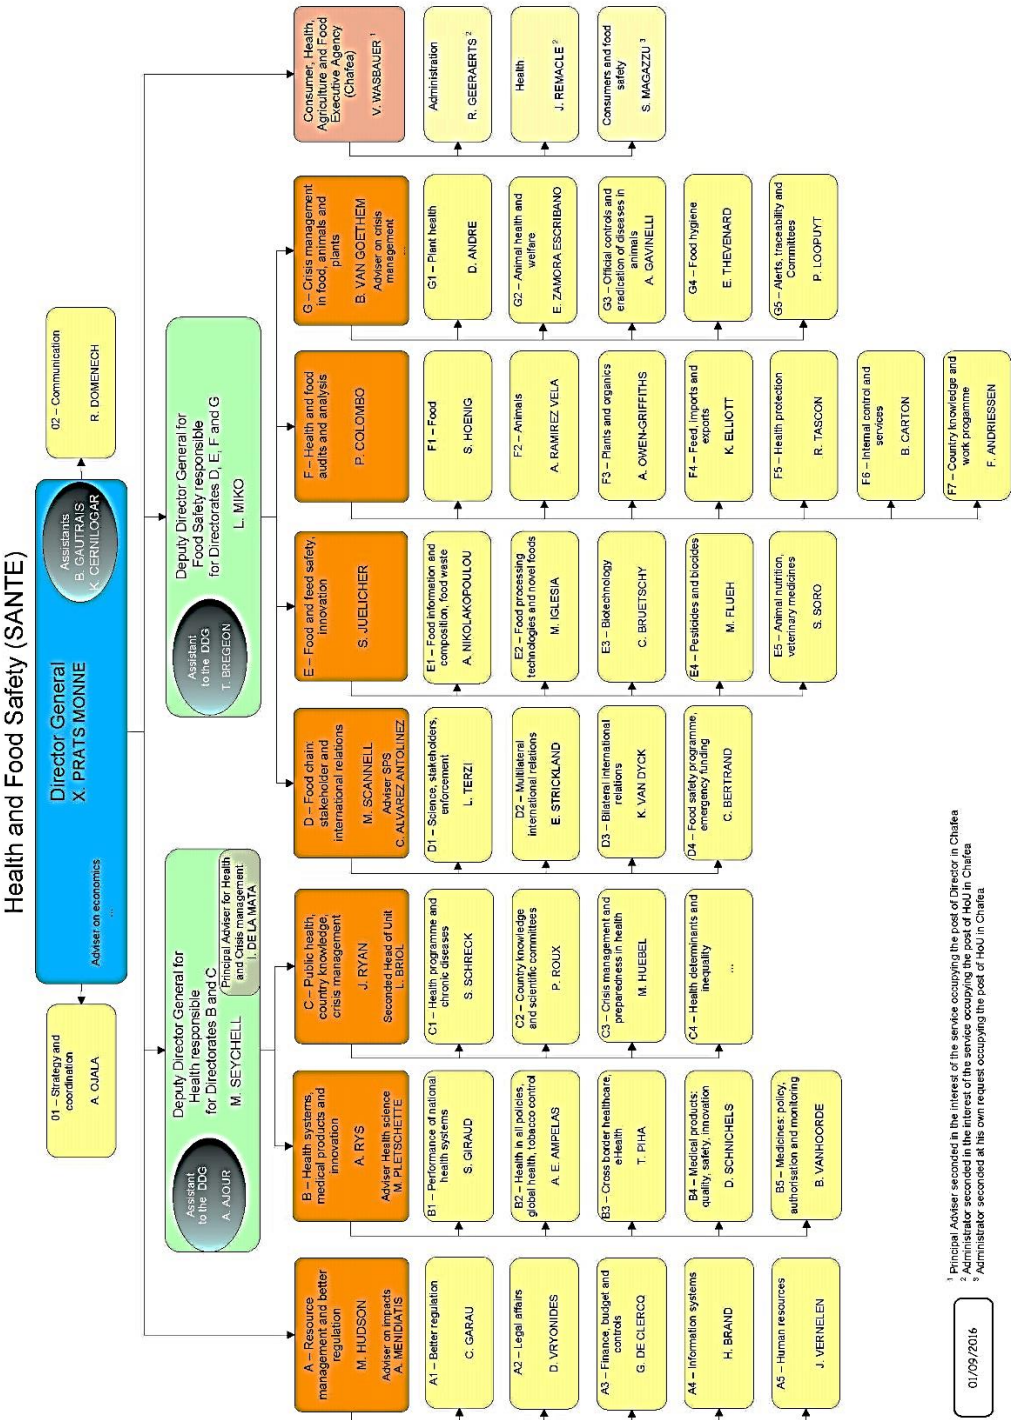 Health and Food Safety (SANTE)
Director General
X. PRATS MONNE
Adviser on economics
...
Assistants
B. GAUTRAIS
K. CERNILOGAR
01 – Strategy and
coordination
A. OJALA
02 – Communication
R. DOMENECH
Deputy Director General for
Health responsible
for Directorates B and C
M. SEYCHELL
Assistant
to the DDG
A. AJOUR
Principal Adviser for Health
and Crisis management
I. DE LA MATA
Deputy Director General for
Food Safety responsible
for Directorates D, E, F and G
L. MIKO
Assistant
to the DDG
T. BREGEON
A – Resource
management and better
regulation
M. HUDSON
Adviser on impacts
A. MENIDIATIS
A1 – Better regulation
C. GARAU
A2 – Legal affairs
D. VRYONIDES
A3 – Finance, budget and
controls
G. DE CLERCQ
A4 – Information systems
H. BRAND
A5 – Human resources
J. VERNELEN
B – Health systems,
medical products and
innovation
A. RYS
Adviser Health science
M. PLETSCHETTE
B1 – Performance of national
health systems
S. GIRAUD
B2 – Health in all policies,
global health, tobacco control
A. E. AMPELAS
B3 – Cross border healthcare,
eHealth
T. PIHA
B4 – Medical products:
quality, safety, innovation
D. SCHNICHELS
B5 – Medicines: policy,
authorisation and monitoring
B. VANHOORDE
C – Public health,
country knowledge,
crisis management
J. RYAN
Seconded Head of Unit
L. BRIOL
C1 – Health programme and
chronic diseases
S. SCHRECK
C2 – Country knowledge
and scientific committees
P. ROUX
C3 – Crisis management and
preparedness in health
M. HUEBEL
C4 – Health determinants and
inequality
...
D – Food chain:
stakeholder and
international relations
M. SCANNELL
Adviser SPS
C. ALVAREZ ANTOLINEZ
D1 – Science, stakeholders,
enforcement
L. TERZI
D2 – Multilateral
international relations
E. STRICKLAND
D3 – Bilateral international
relations
K. VAN DYCK
D4 – Food safety programme,
emergency funding
C. BERTRAND
E – Food and feed safety,
innovation
S. JUELICHER
E1 – Food information and
composition, food waste
A. NIKOLAKOPOULOU
E2 – Food processing
technologies and novel foods
M. IGLESIA
E3 – Biotechnology
C. BRUETSCHY
E4 – Pesticides and biocides
M. FLUEH
E5 – Animal nutrition,
veterinary medicines
S. SORO
F – Health and food
audits and analysis
P. COLOMBO
F1 – Food
S. HOENIG
F2 – Animals
A. RAMIREZ VELA
F3 – Plants and organics
A. OWEN-GRIFFITHS
F4 – Feed, imports and
exports
K. ELLIOTT
F5 – Health protection
R. TASCON
F6 – Internal control and
services
B. CARTON
F7 – Country knowledge and
work progamme
F. ANDRIESSEN
G – Crisis management
in food, animals and
plants
B. VAN GOETHEM
Adviser on crisis
management
...
G1 – Plant health
D. ANDRE
G2 – Animal health and
welfare
E. ZAMORA ESCRIBANO
G3 – Official controls and
eradication of diseases in
animals
A. GAVINELLI
G4 – Food hygiene
E. THEVENARD
G5 – Alerts, traceability and
Committees
P. LOOPUYT
Consumer, Health,
Agriculture and Food
Executive Agency
(Chafea)
V. WASBAUER ¹
Administration
R. GEERAERTS ²
Health
J. REMACLE ²
Consumers and food
safety
S. MAGAZZU ³
01/09/2016
¹ Principal Adviser seconded in the interest of the service occupying the post of Director in Chafea
² Administrator seconded in the interest of the service occupying the post of HoU in Chafea
³ Administrator seconded at his own request occupying the post of HoU in Chafea